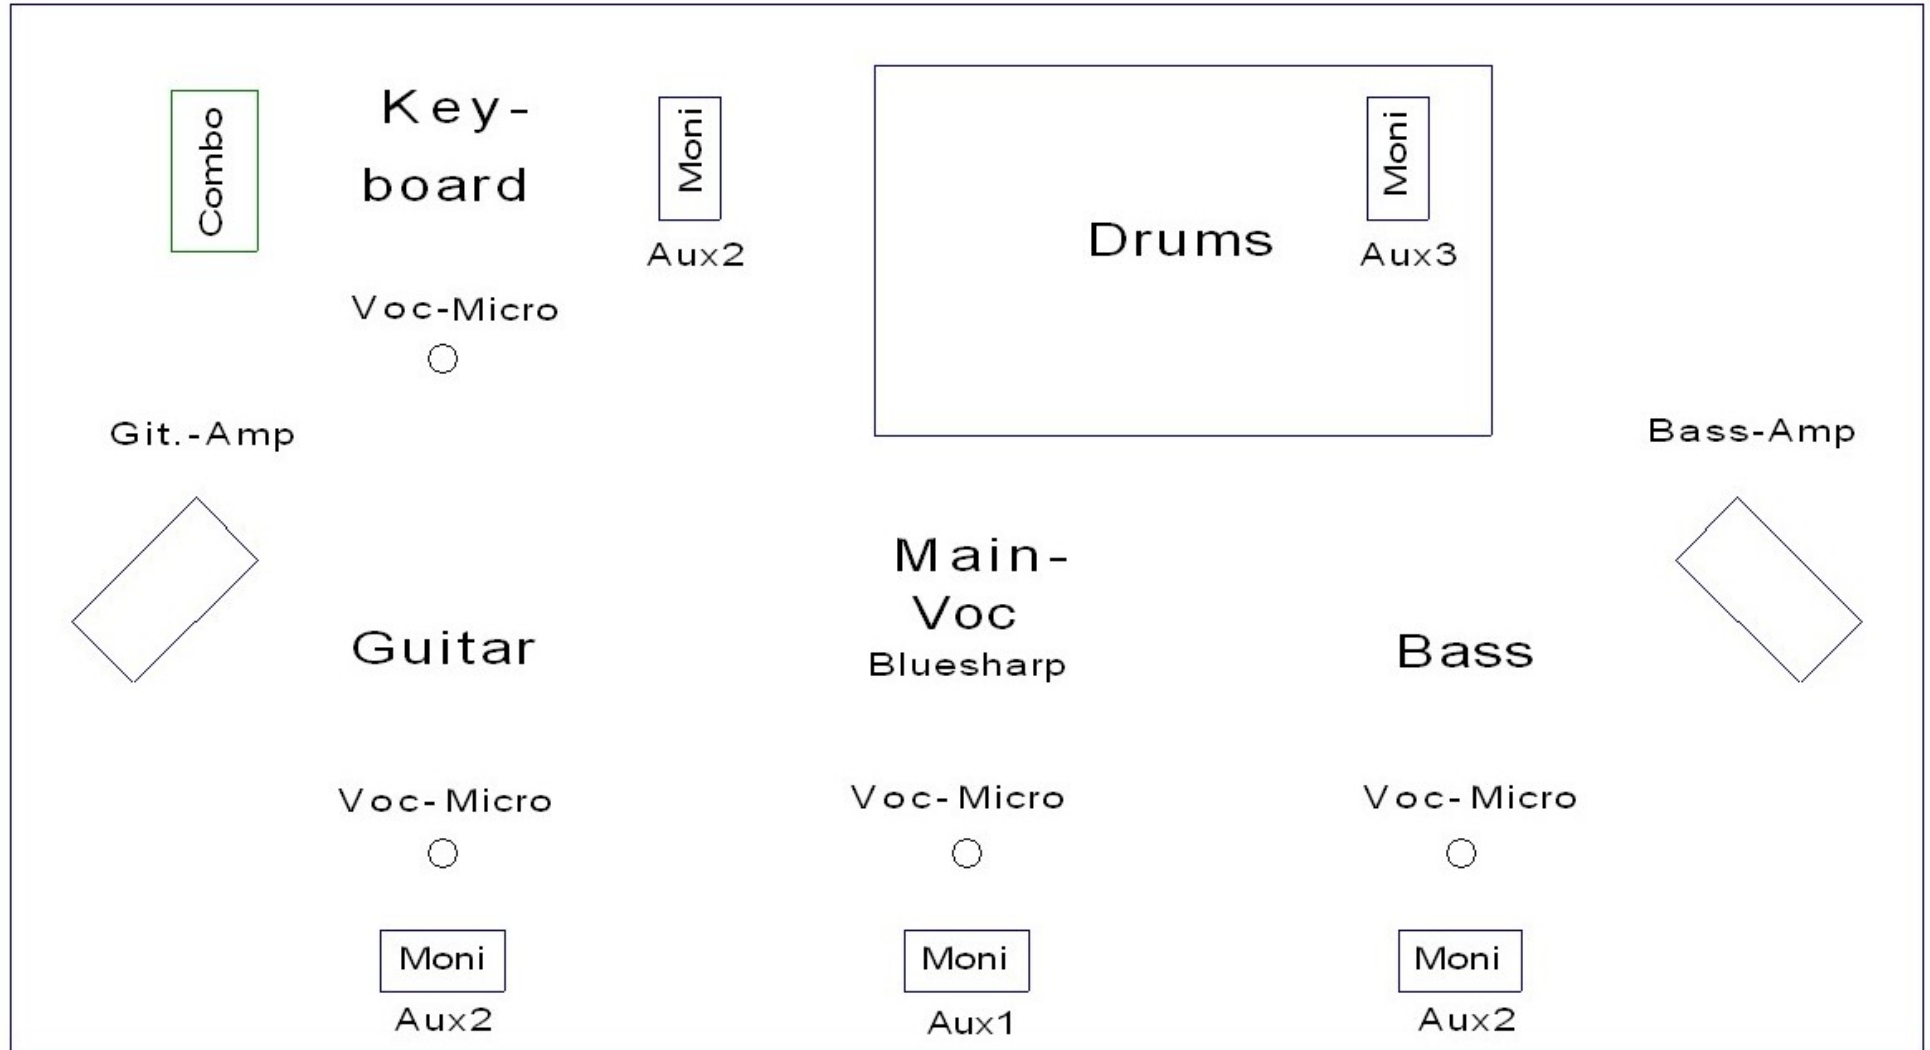 Combo
Key-
board
Moni
Aux2
Drums
Moni
Aux3
Voc-Micro
Git.-Amp
Bass-Amp
Main-
Voc
Bluesharp
Guitar
Bass
Voc-Micro
Voc-Micro
Voc-Micro
Moni
Aux2
Moni
Aux1
Moni
Aux2